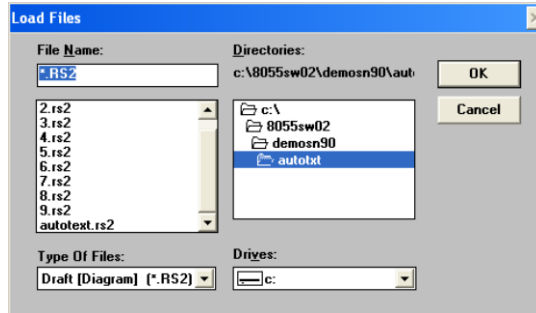 Load Files
File Name:
*.RS2
2.rs2
3.rs2
4.rs2
5.rs2
6.rs2
7.rs2
8.rs2
9.rs2
autotext.rs2
Type Of Files:
Draft [Diagram] (*.RS2)
Directories:
c:\8055sw02\demosn90\auto
c:\
8055sw02
demosn90
autotxt
Drives:
c:
OK
Cancel